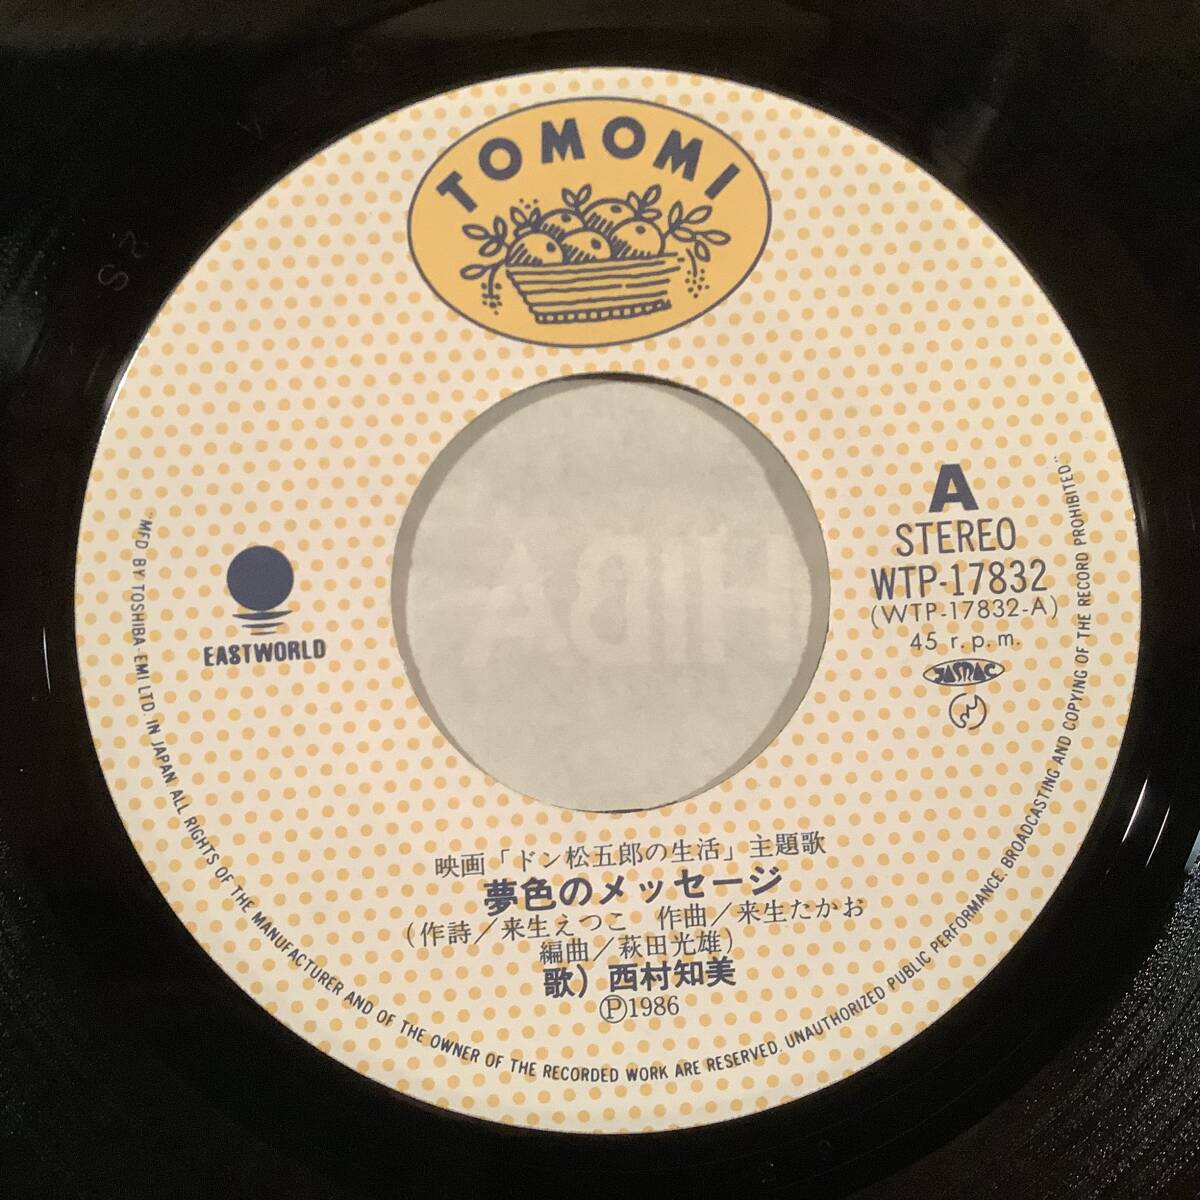 TOMOMI
A
STEREO
WTP-17832
(WTP-17832-A)
45 r.p.m.
JASRAC
EASTWORLD
映画「ドン松五郎の生活」主題歌
夢色のメッセージ
(作詩/来生えつこ 作曲/来生たかお
編曲/萩田光雄)
歌)西村知美
Ⓟ1986
"MFD BY TOSHIBA-EMI LTD. IN JAPAN ALL RIGHTS OF THE MANUFACTURER AND OF THE OWNER OF THE RECORDED WORK ARE RESERVED. UNAUTHORIZED PUBLIC PERFORMANCE. BROADCASTING AND COPYING OF THE RECORD PROHIBITED."